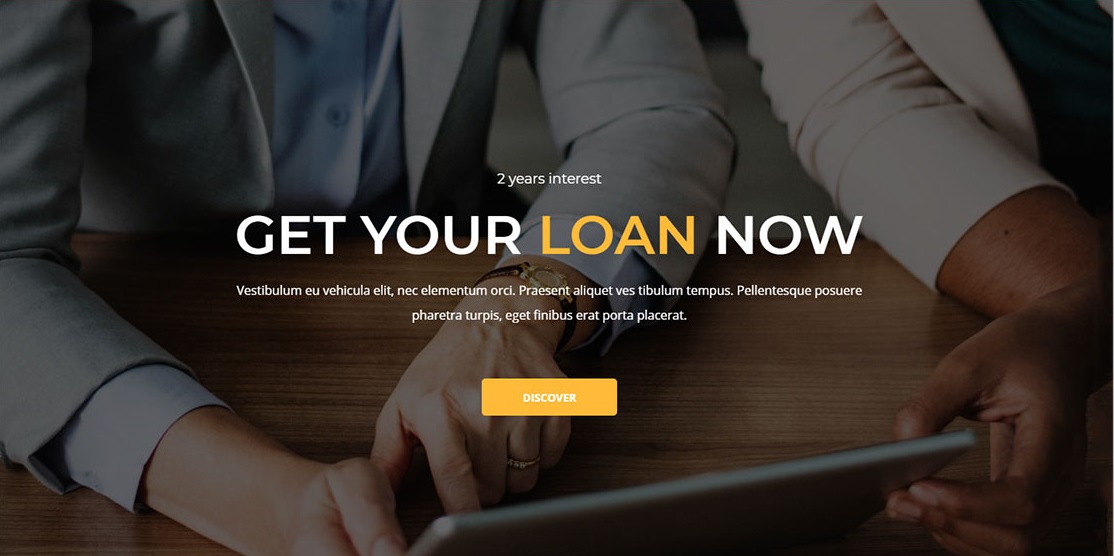 2 years interest
GET YOUR LOAN NOW
Vestibulum eu vehicula elit, nec elementum orci. Praesent aliquet ves tibulum tempus. Pellentesque posuere
pharetra turpis, eget finibus erat porta placerat.
DISCOVER